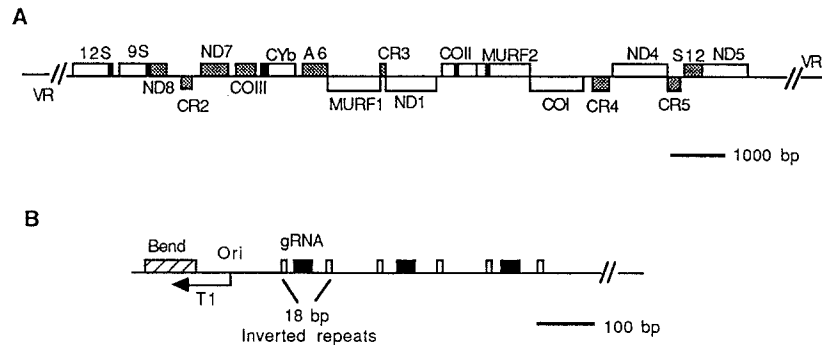 A
12S 9S ND7 CYb A6 CR3 COII MURF2 ND4 S12 ND5 VR
VR ND8 CR2 COIII MURF1 ND1 COI CR4 CR5
1000 bp
B
Bend Ori gRNA
T1
18 bp
Inverted repeats
100 bp